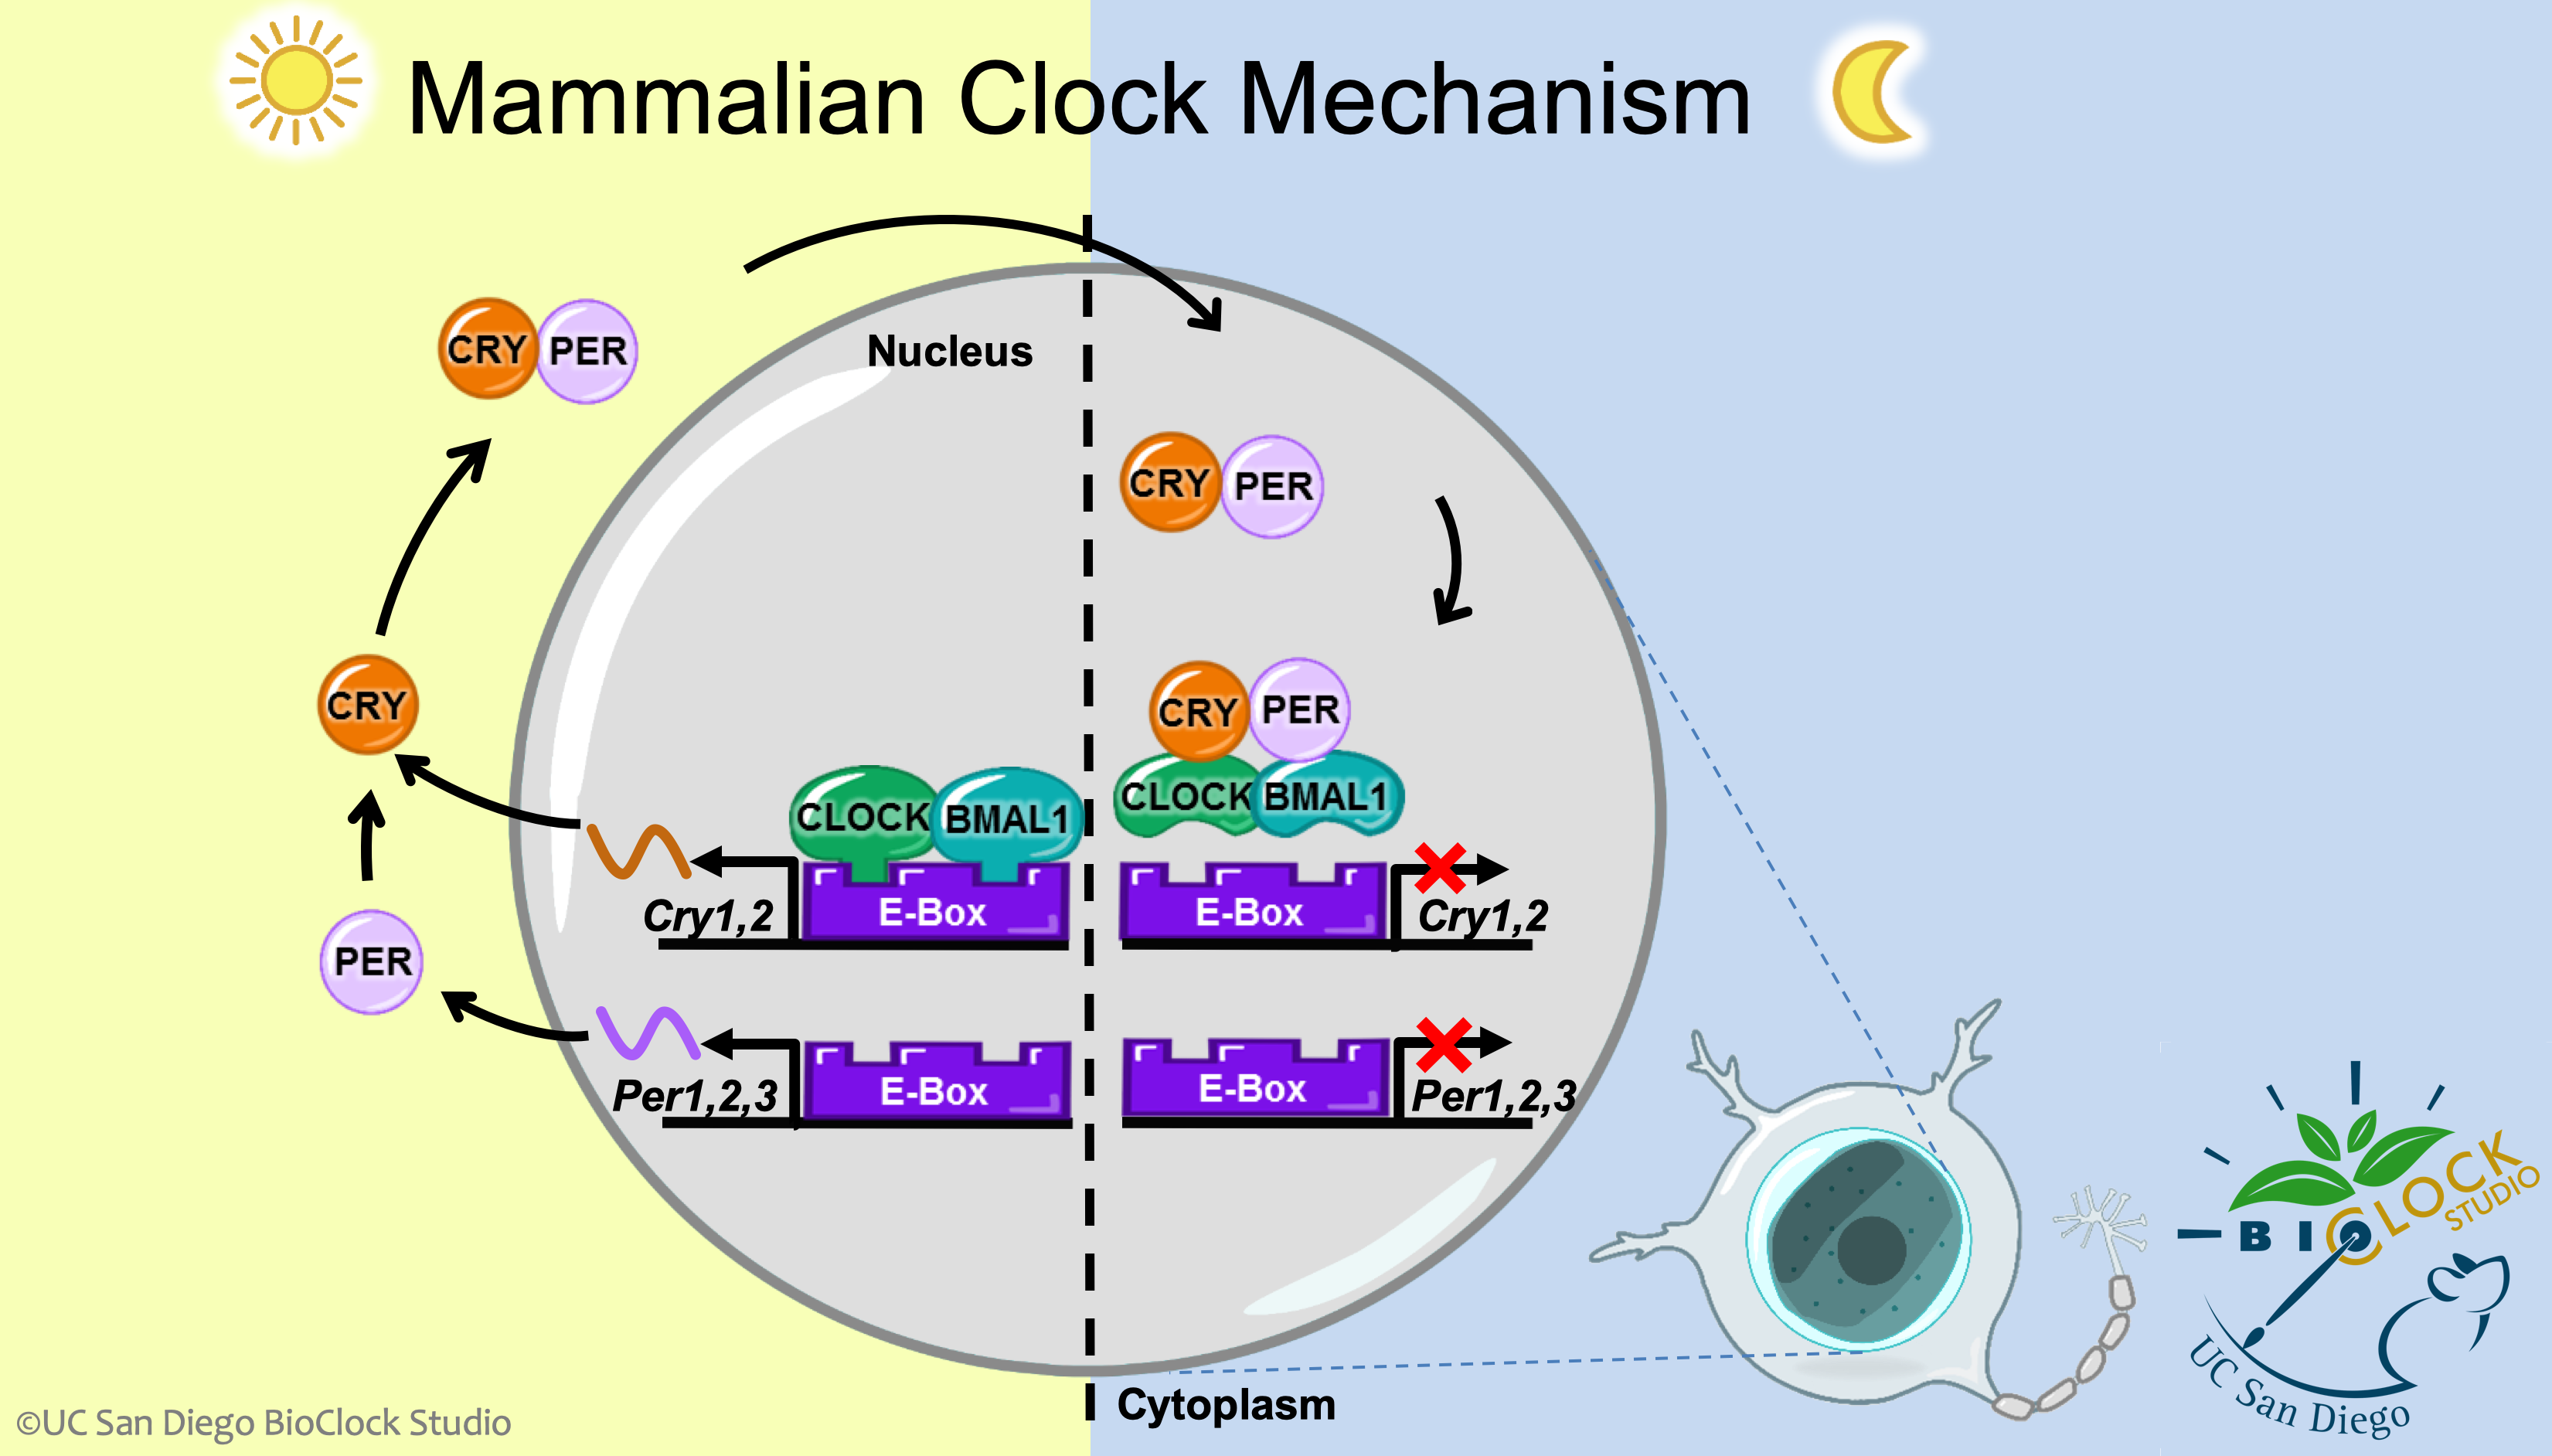 Mammalian Clock Mechanism
Nucleus
CRY PER
CRY PER
CRY
CRY PER
CLOCK BMAL1
CLOCK BMAL1
E-Box
Cry1,2
E-Box
Cry1,2
PER
E-Box
Per1,2,3
E-Box
Per1,2,3
Cytoplasm
BIOCLOCK
STUDIO
UC San Diego
©UC San Diego BioClock Studio